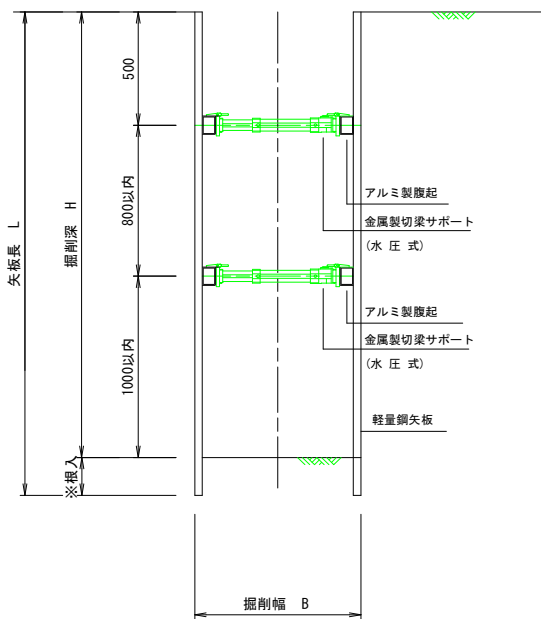 500
矢板長 L
掘削深 H
800以内
1000以内
※根入
アルミ製腹起
金属製切梁サポート
(水 圧 式)
アルミ製腹起
金属製切梁サポート
(水 圧 式)
軽量鋼矢板
掘削幅 B